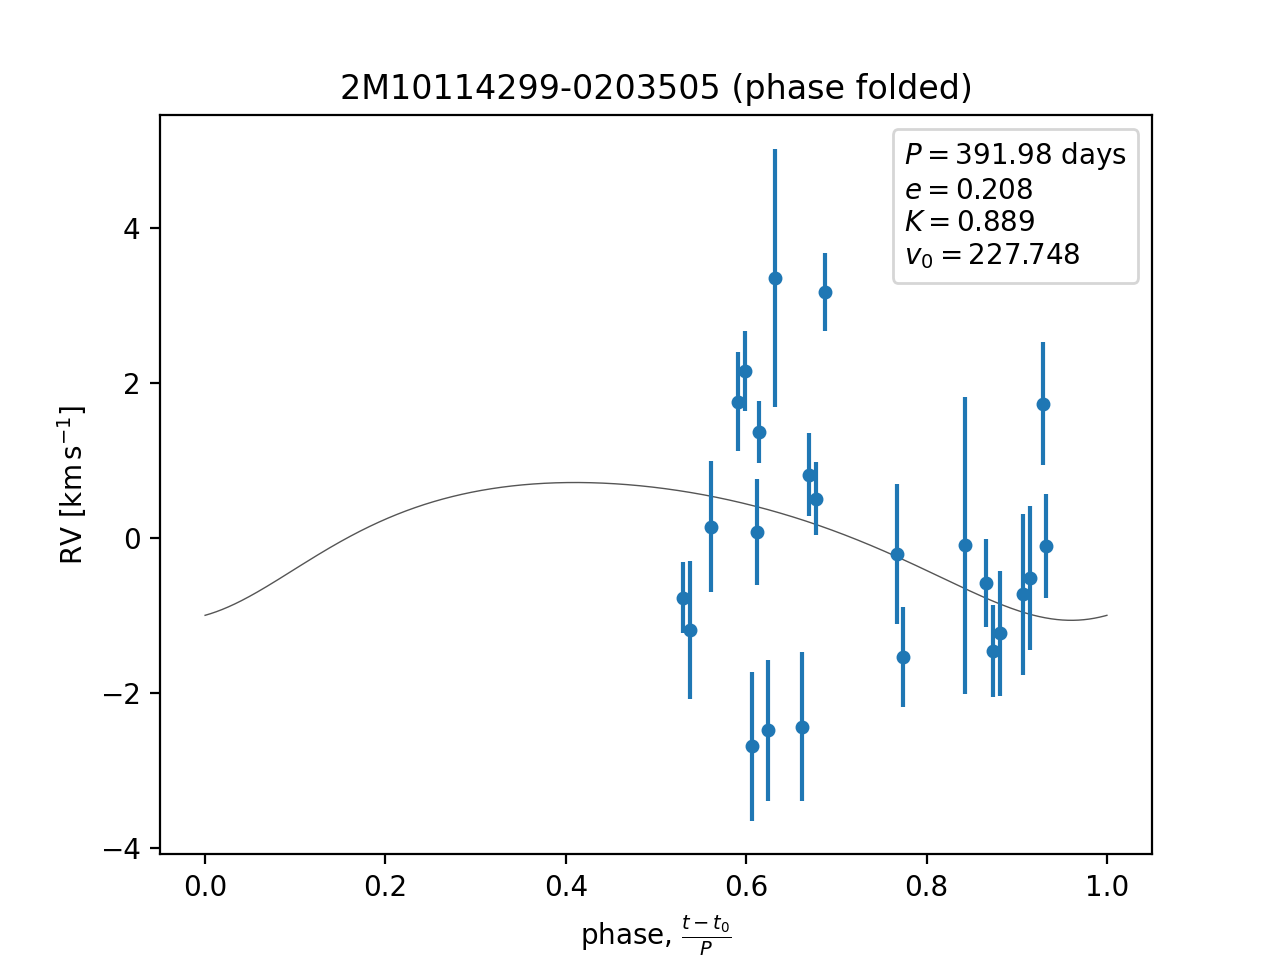 2M10114299-0203505 (phase folded)
P = 391.98 days
e = 0.208
K = 0.889
v₀ = 227.748
RV [km s⁻¹]
4
2
0
−2
−4
0.0 0.2 0.4 0.6 0.8 1.0
phase, (t − t₀)/P